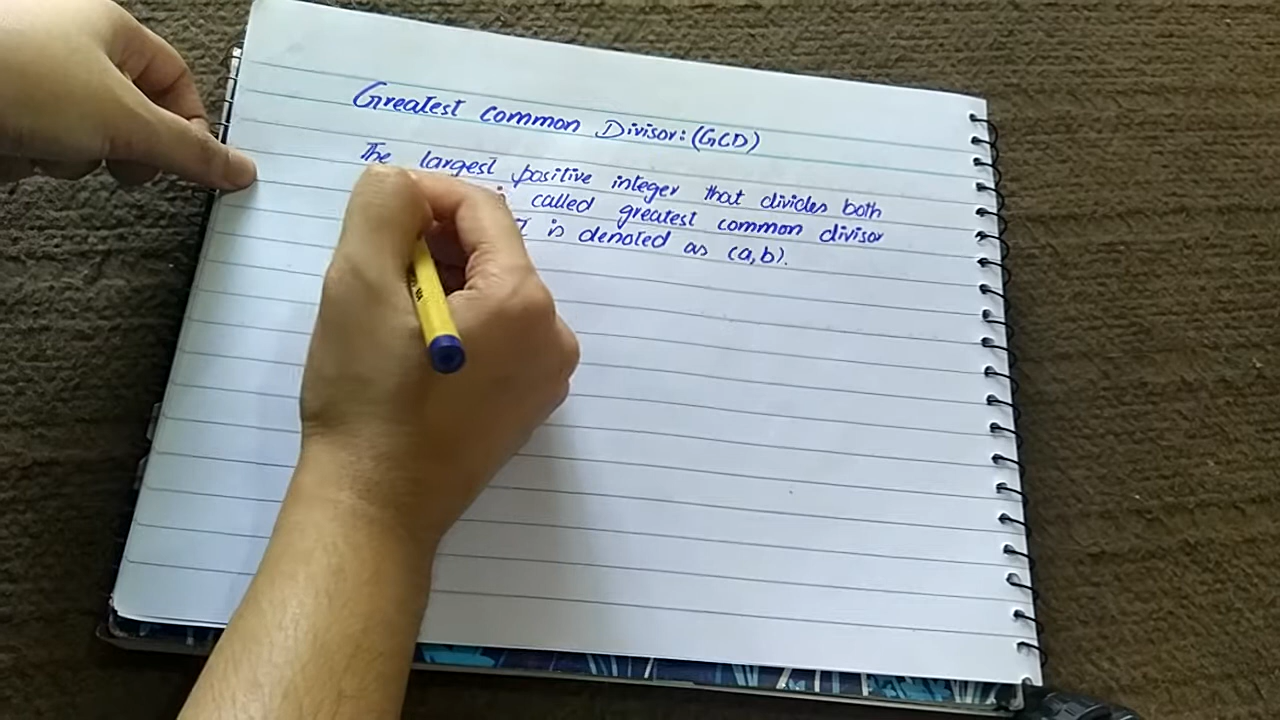 Greatest common Divisor: (GCD)
The largest positive integer that divides both
called greatest common divisor
is denoted as (a,b).